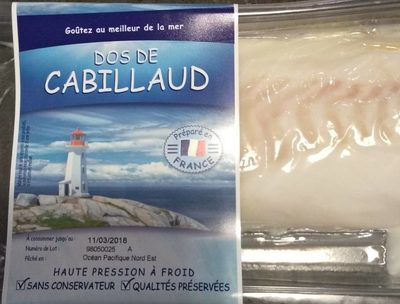 Goûtez au meilleur de la mer
DOS DE
CABILLAUD
Préparé en
FRANCE
A consommer jusqu'au : 11/03/2018
Numéro de Lot : 98050025 A
Pêché en : Océan Pacifique Nord Est
HAUTE PRESSION À FROID
SANS CONSERVATEUR QUALITÉS PRÉSERVÉES